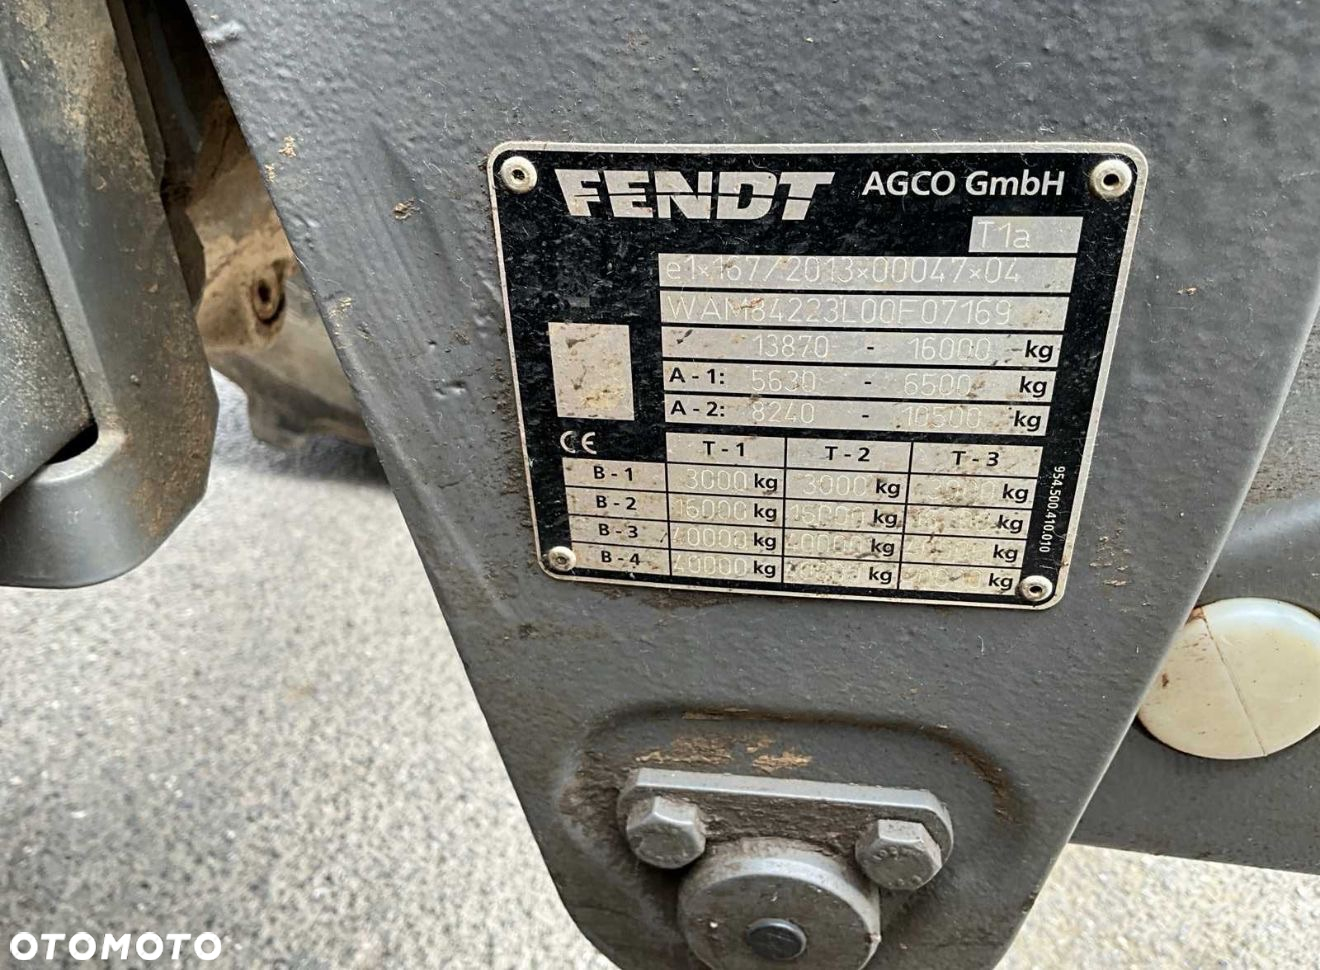 FENDT AGCO GmbH
T1a
e1*167/2013*00047*04
WAM84223L00F07169
13870 - 16000 kg
A - 1: 5630 - 6500 kg
A - 2: 8240 - 10500 kg
CE
T - 1 T - 2 T - 3
B - 1 3000 kg 3000 kg kg
B - 2 16000 kg 15000 kg kg
B - 3 40000 kg 40000 kg kg
B - 4 40000 kg kg kg
954.500.410.010
OTOMOTO